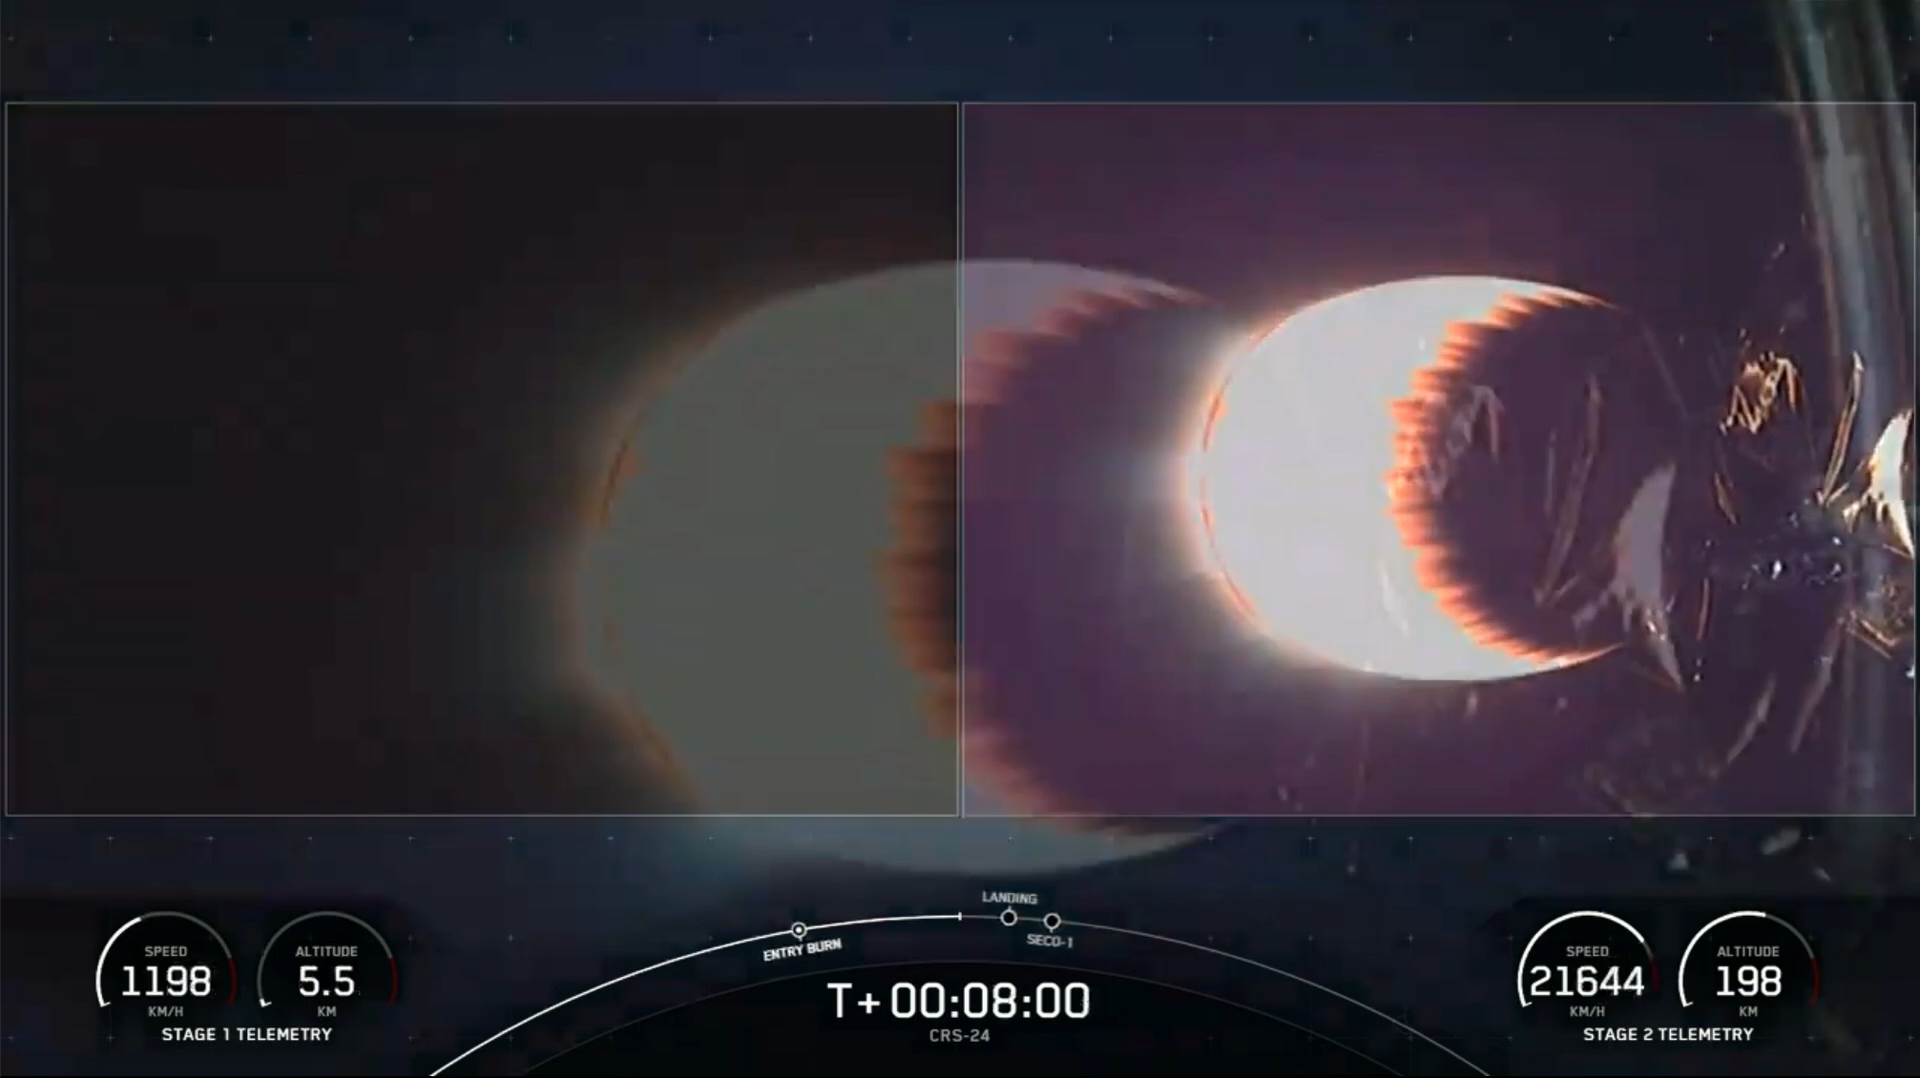 LANDING
SECO-1
ENTRY BURN
SPEED
1198
KM/H
ALTITUDE
5.5
KM
STAGE 1 TELEMETRY
T+00:08:00
CRS-24
SPEED
21644
KM/H
ALTITUDE
198
KM
STAGE 2 TELEMETRY